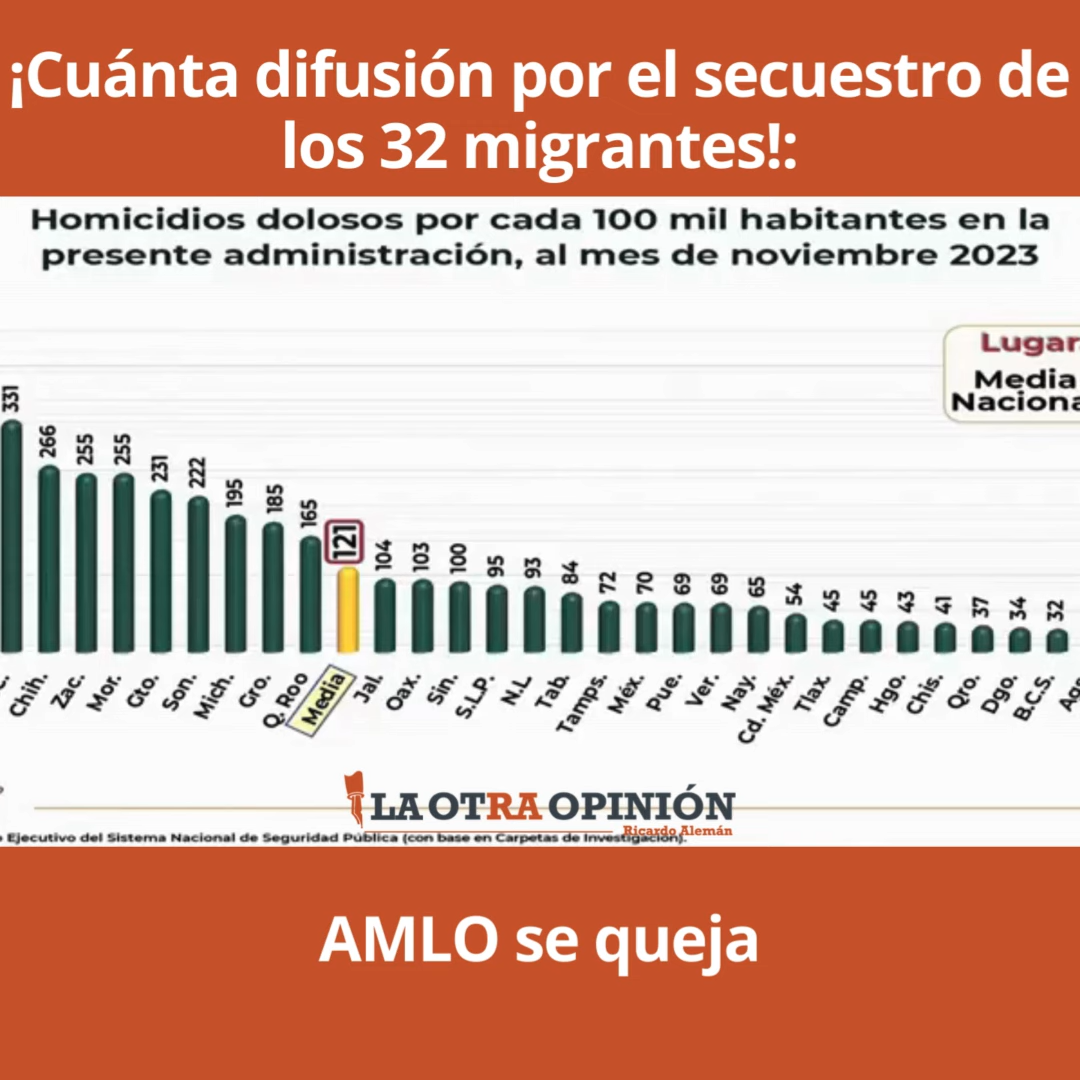 ¡Cuánta difusión por el secuestro de
los 32 migrantes!:
Homicidios dolosos por cada 100 mil habitantes en la
presente administración, al mes de noviembre 2023
Lugar
Media
Naciona
331
266
255
255
231
222
195
185
165
121
104
103
100
95
93
84
72
70
69
69
65
54
45
45
43
41
37
34
32
Chih.
Zac.
Mor.
Gto.
Son.
Mich.
Gro.
Q. Roo
Media
Jal.
Oax.
Sin.
S.L.P.
N.L
Tab.
Tamps.
Méx.
Pue.
Ver.
Nay.
Cd. Méx.
Tlax.
Camp.
Hgo.
Chis.
Qro.
Dgo.
B.C.S.
LA OTRA OPINIÓN
Ricardo Alemán
Ejecutivo del Sistema Nacional de Seguridad Pública (con base en Carpetas de Investigación).
AMLO se queja